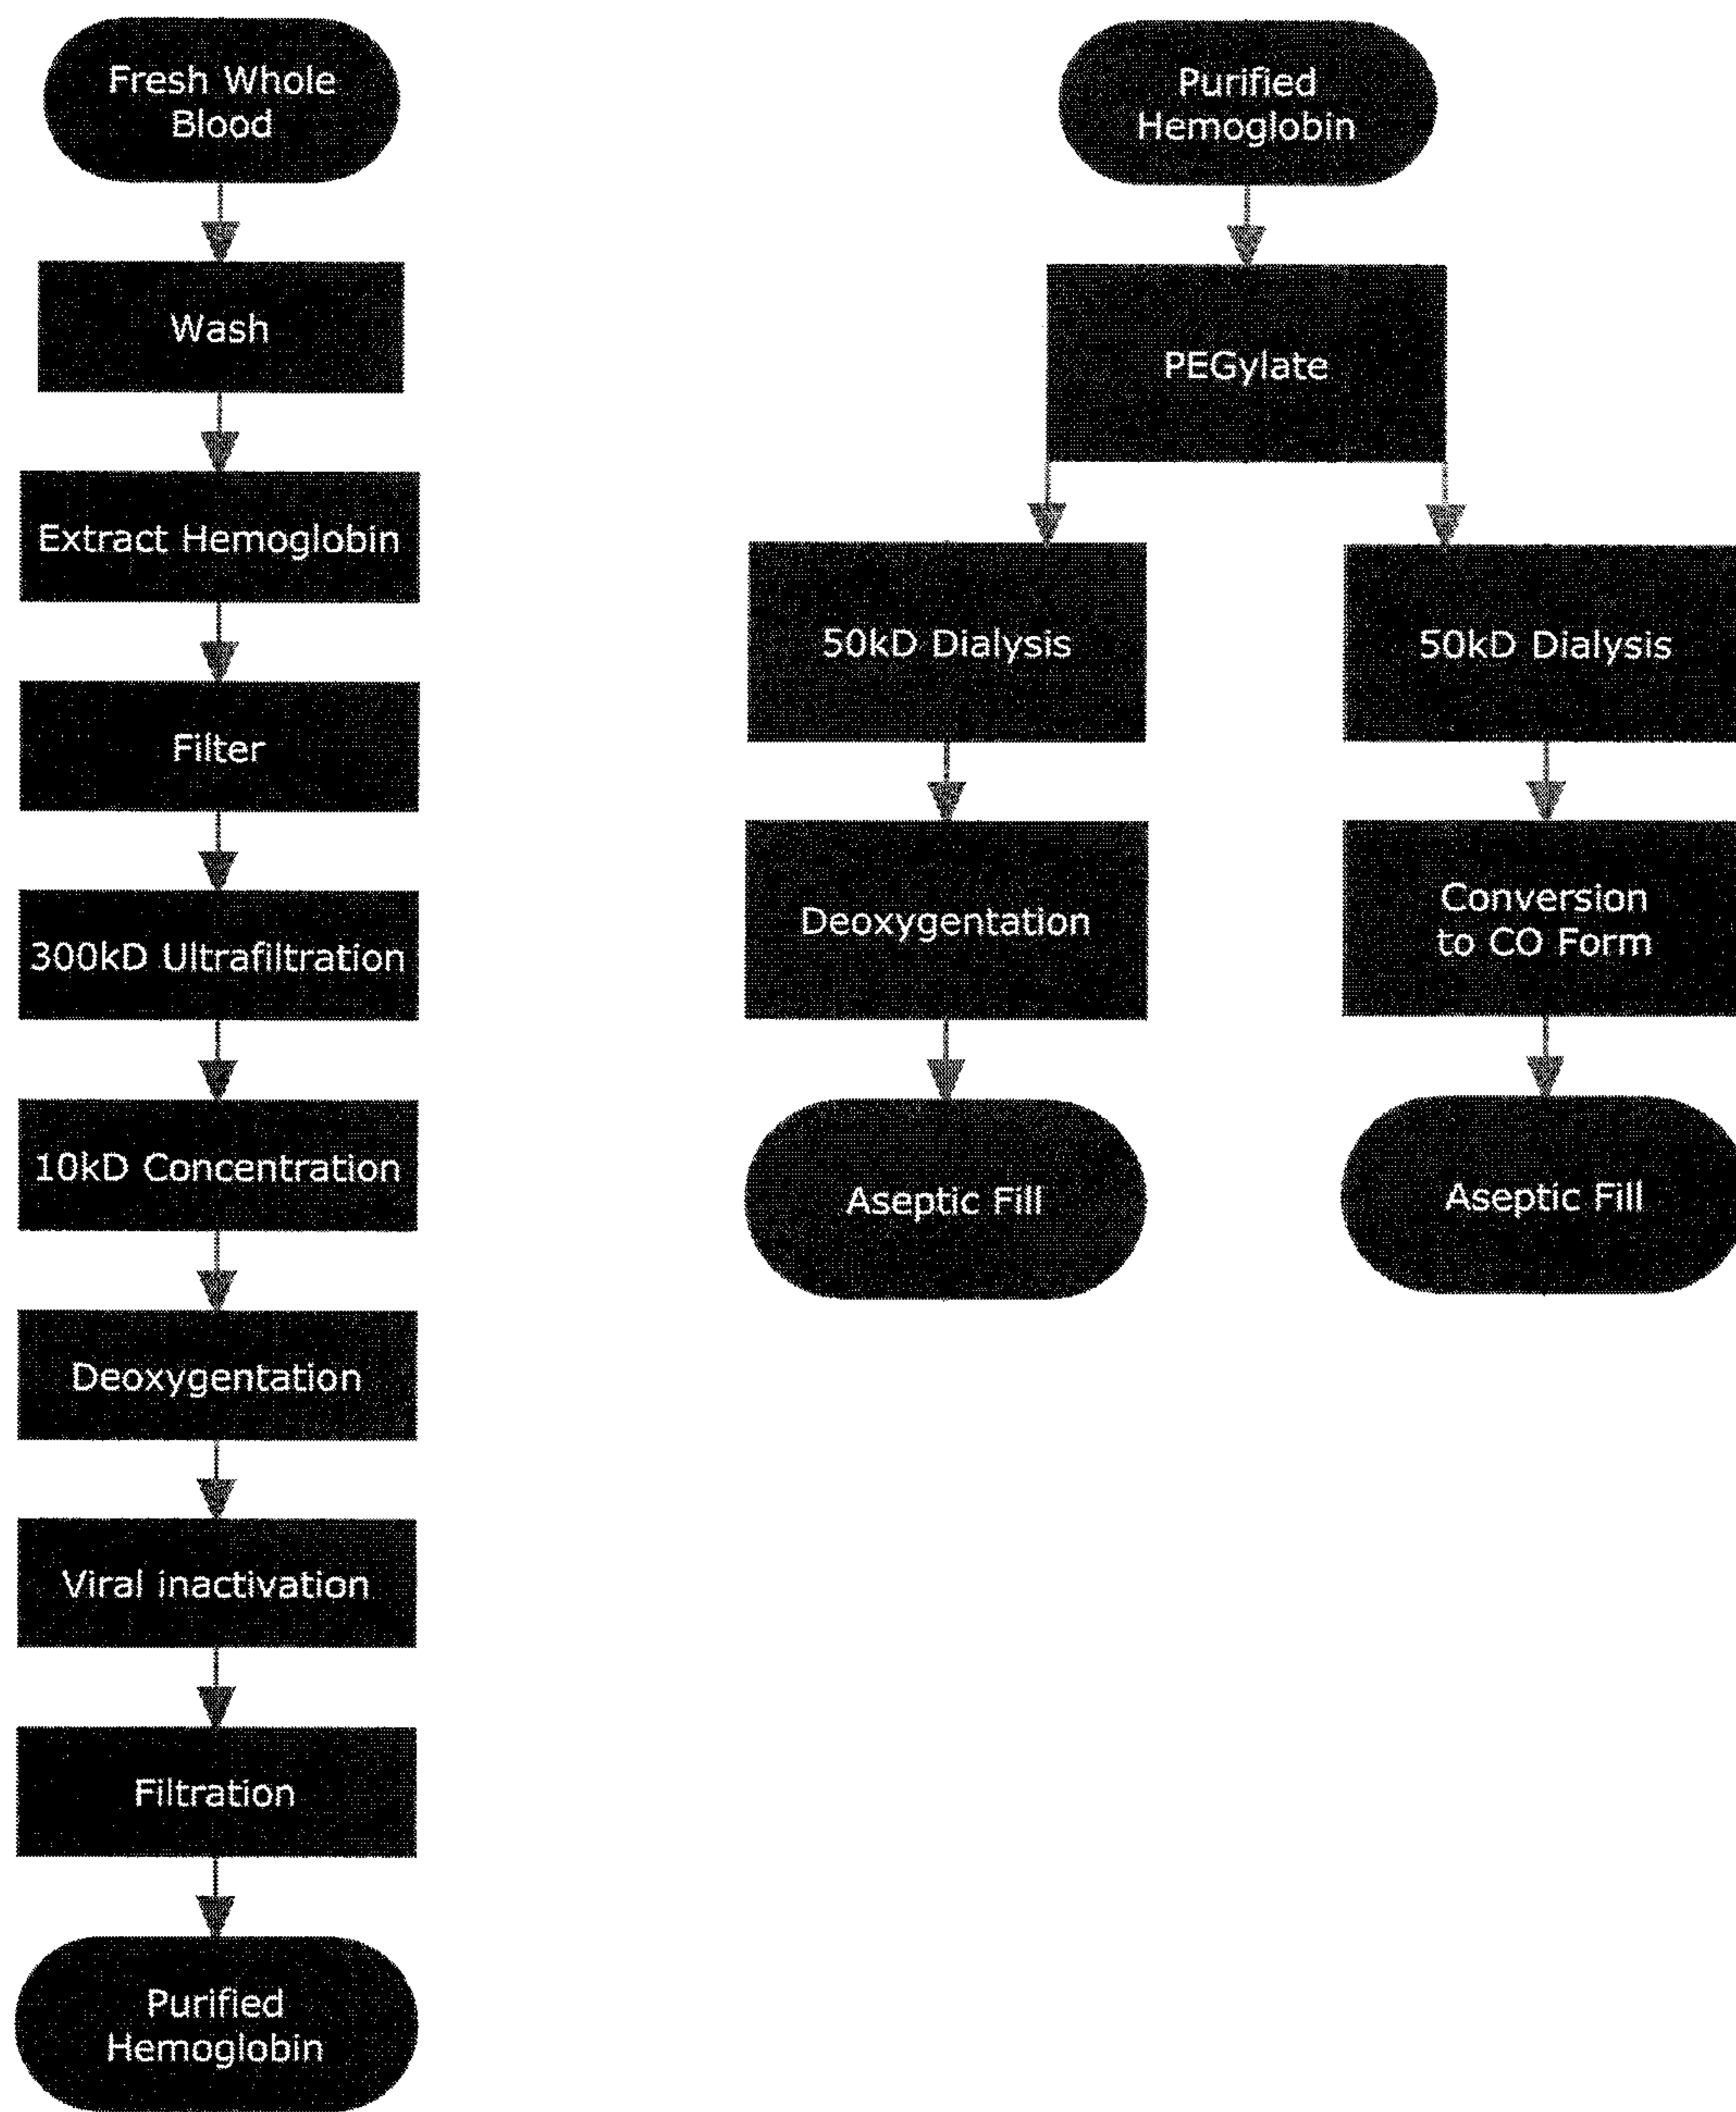 Fresh Whole
Blood
Wash
Extract Hemoglobin
Filter
300kD Ultrafiltration
10kD Concentration
Deoxygentation
Viral inactivation
Filtration
Purified
Hemoglobin
Purified
Hemoglobin
PEGylate
50kD Dialysis
Deoxygentation
Aseptic Fill
50kD Dialysis
Conversion
to CO Form
Aseptic Fill